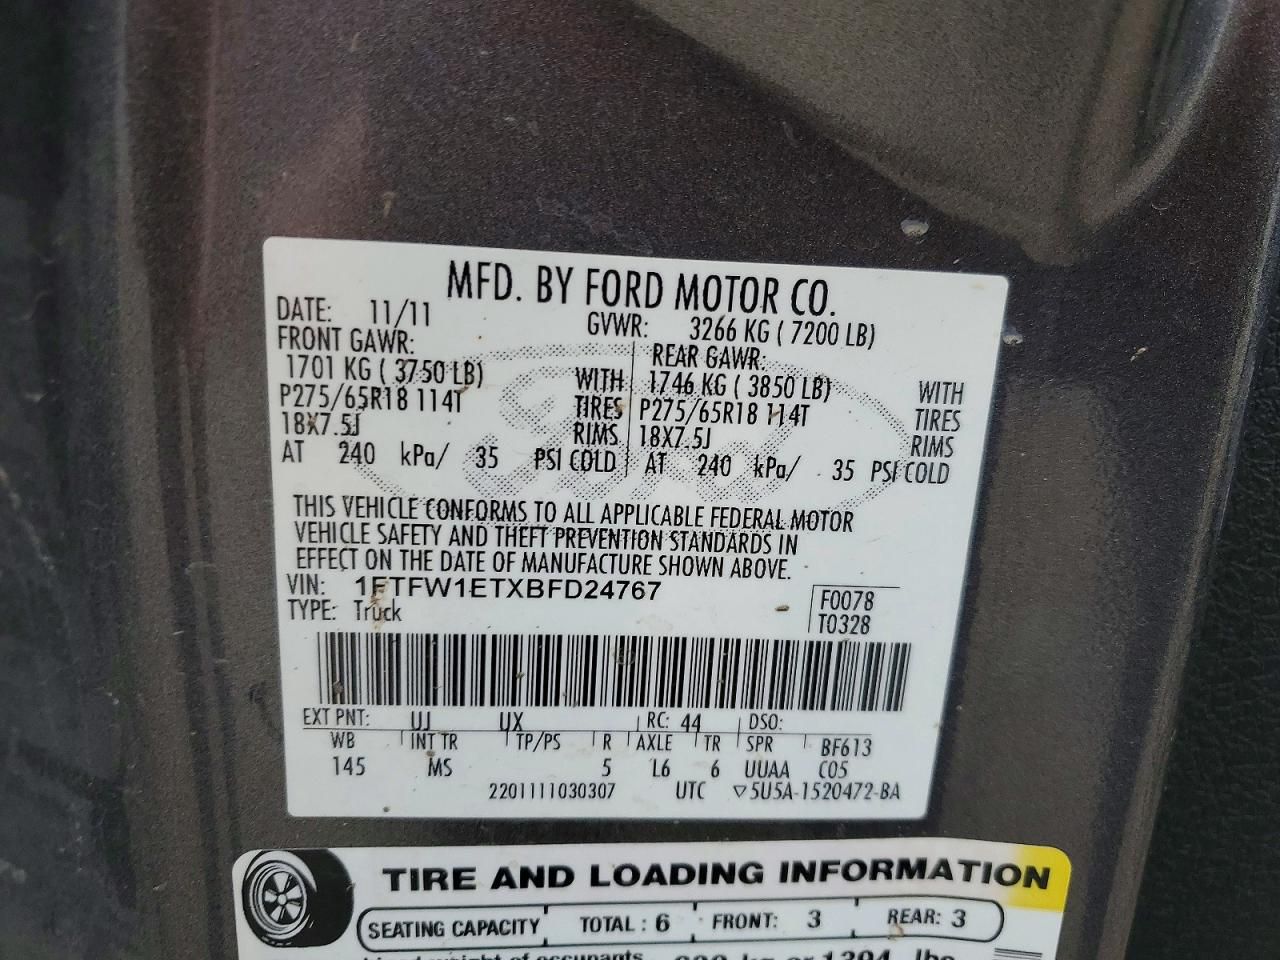 MFD. BY FORD MOTOR CO.
DATE: 11/11 GVWR: 3266 KG ( 7200 LB)
FRONT GAWR: REAR GAWR:
1701 KG ( 3750 LB) WITH 1746 KG ( 3850 LB) WITH
P275/65R18 114T TIRES P275/65R18 114T TIRES
18X7.5J RIMS 18X7.5J RIMS
AT 240 kPa/ 35 PSI COLD AT 240 kPa/ 35 PSI COLD
Ford
THIS VEHICLE CONFORMS TO ALL APPLICABLE FEDERAL MOTOR
VEHICLE SAFETY AND THEFT PREVENTION STANDARDS IN
EFFECT ON THE DATE OF MANUFACTURE SHOWN ABOVE.
VIN: 1FTFW1ETXBFD24767 F0078
TYPE: Truck T0328
EXT PNT: UJ UX RC: 44 DSO:
WB INT TR TP/PS R AXLE TR SPR BF613
145 MS 5 L6 6 UUAA C05
2201111030307 UTC ▽5U5A-1520472-BA
TIRE AND LOADING INFORMATION
SEATING CAPACITY TOTAL : 6 FRONT: 3 REAR: 3